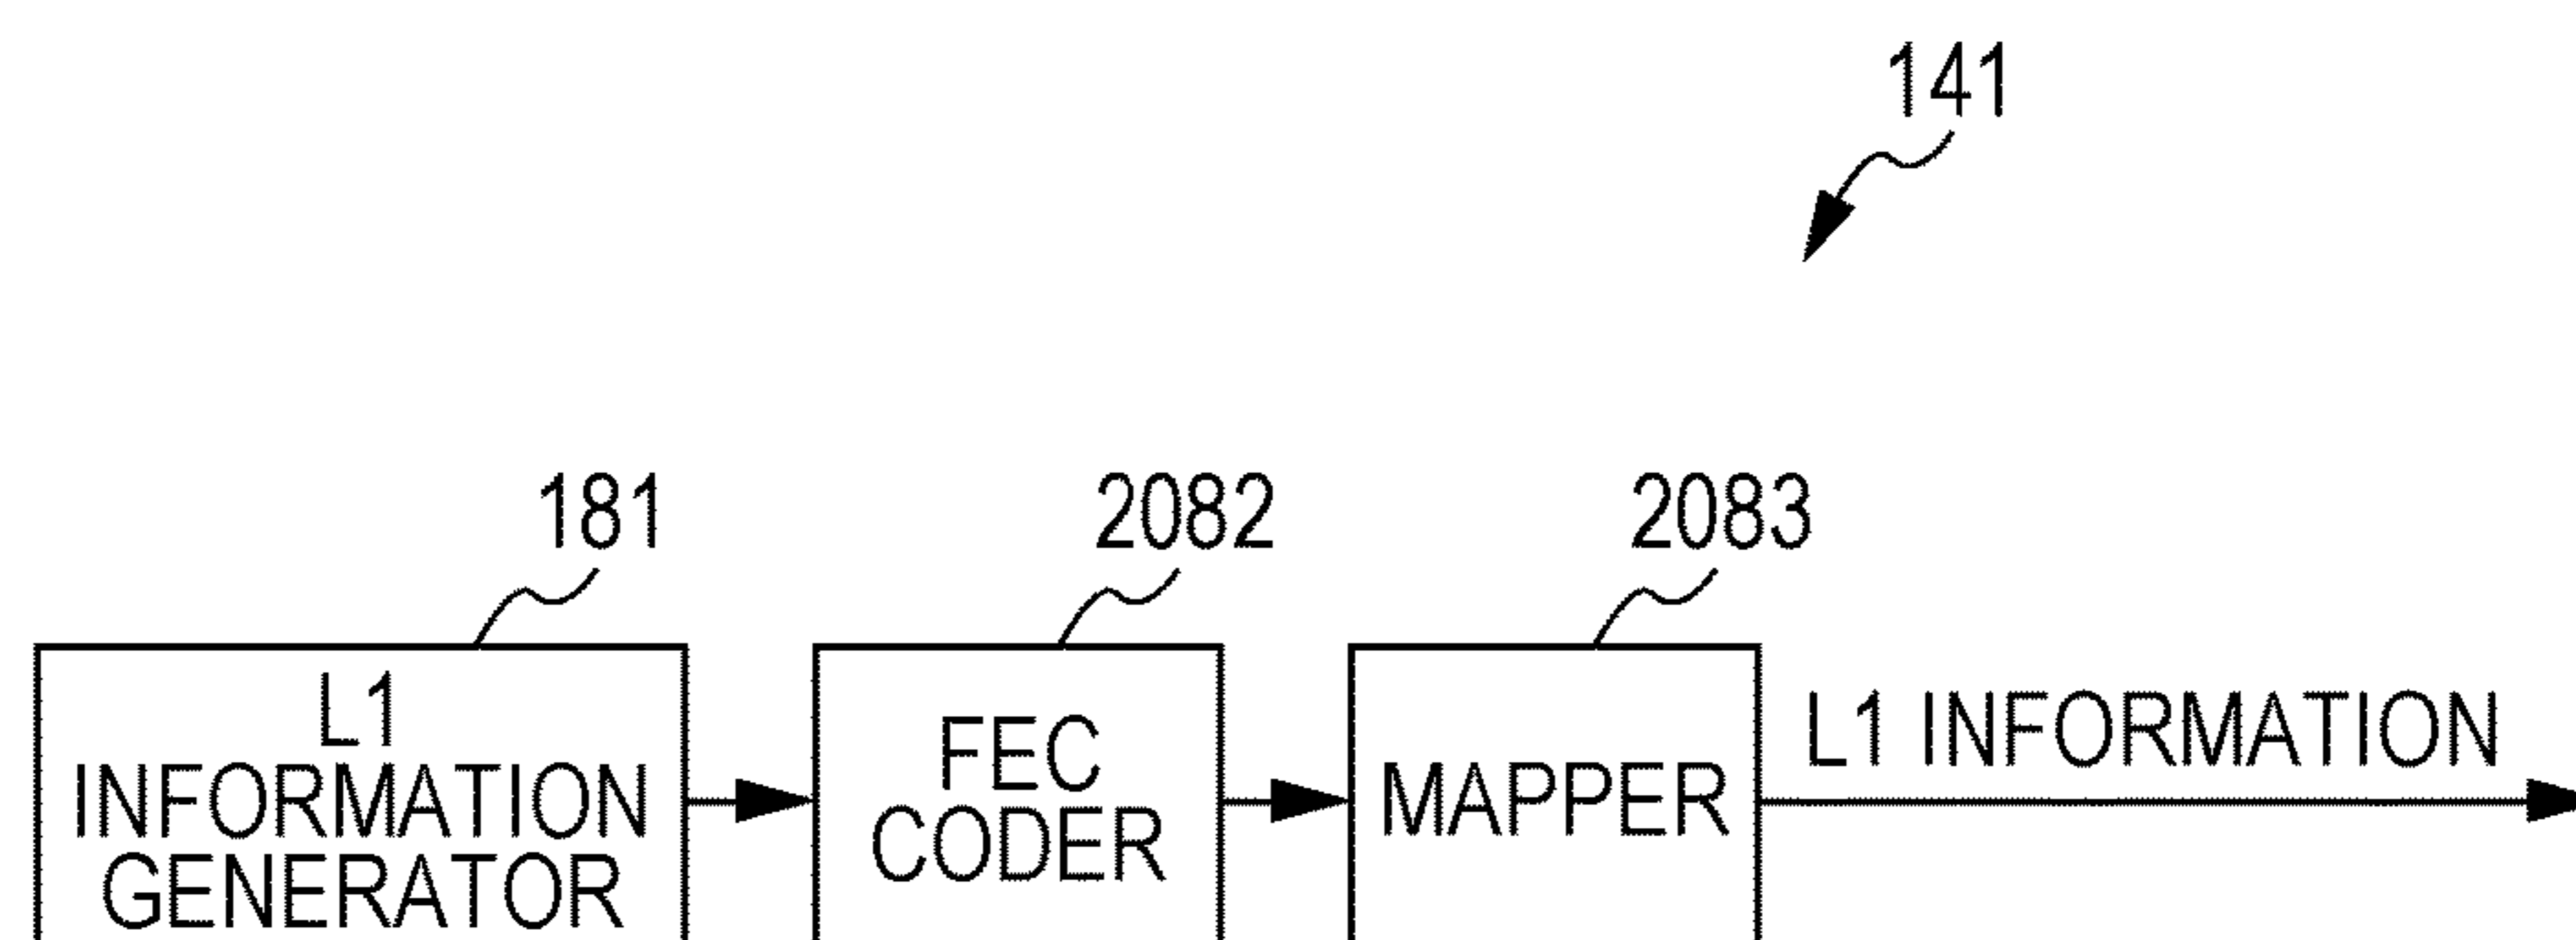 141
181
2082
2083
L1
INFORMATION
GENERATOR
FEC
CODER
MAPPER
L1 INFORMATION